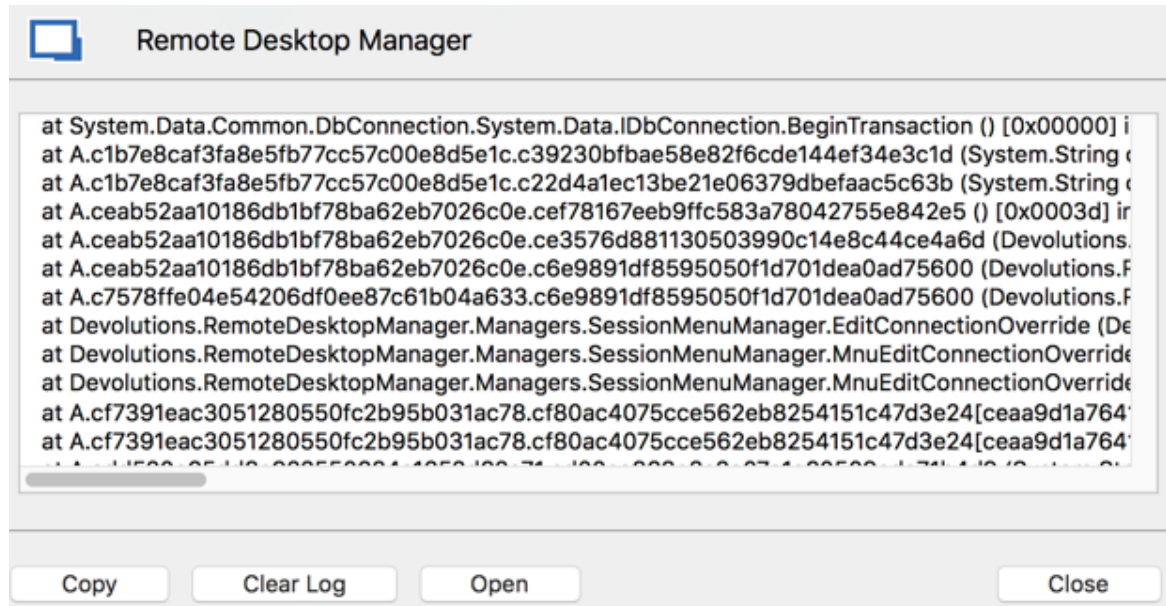 Remote Desktop Manager
at System.Data.Common.DbConnection.System.Data.IDbConnection.BeginTransaction () [0x00000] i
at A.c1b7e8caf3fa8e5fb77cc57c00e8d5e1c.c39230bfbae58e82f6cde144ef34e3c1d (System.String
at A.c1b7e8caf3fa8e5fb77cc57c00e8d5e1c.c22d4a1ec13be21e06379dbefaac5c63b (System.String
at A.ceab52aa10186db1bf78ba62eb7026c0e.cef78167eeb9ffc583a78042755e842e5 () [0x0003d] in
at A.ceab52aa10186db1bf78ba62eb7026c0e.ce3576d881130503990c14e8c44ce4a6d (Devolutions.
at A.ceab52aa10186db1bf78ba62eb7026c0e.c6e9891df8595050f1d701dea0ad75600 (Devolutions.
at A.c7578ffe04e54206df0ee87c61b04a633.c6e9891df8595050f1d701dea0ad75600 (Devolutions.
at Devolutions.RemoteDesktopManager.Managers.SessionMenuManager.EditConnectionOverride (De
at Devolutions.RemoteDesktopManager.Managers.SessionMenuManager.MnuEditConnectionOverride
at Devolutions.RemoteDesktopManager.Managers.SessionMenuManager.MnuEditConnectionOverride
at A.cf7391eac3051280550fc2b95b031ac78.cf80ac4075cce562eb8254151c47d3e24[ceaa9d1a764
at A.cf7391eac3051280550fc2b95b031ac78.cf80ac4075cce562eb8254151c47d3e24[ceaa9d1a764
Copy Clear Log Open Close